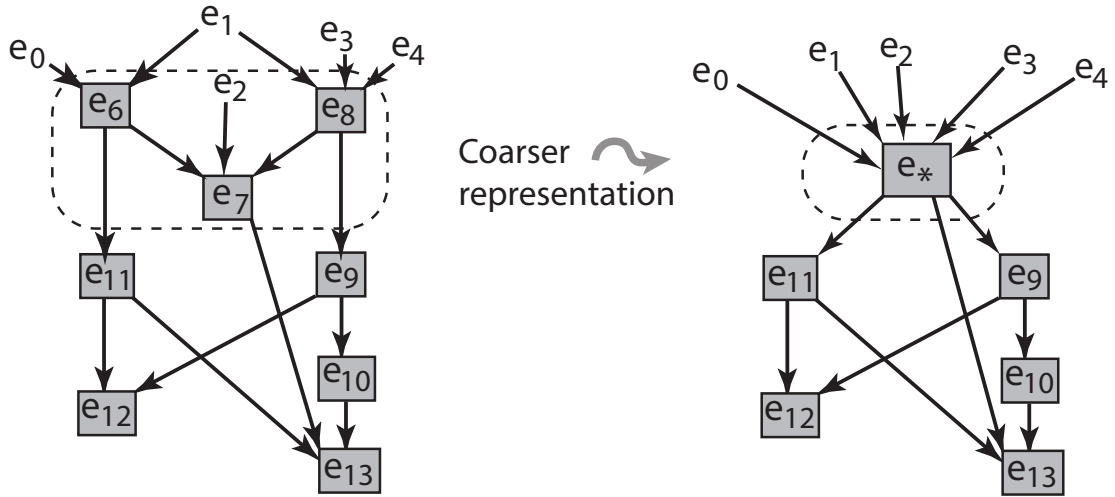 e1
e0
e3
e4
e6
e2
e8
e7
e11
e9
e10
e12
e13
Coarser
representation
e0
e1
e2
e3
e4
e*
e11
e9
e10
e12
e13